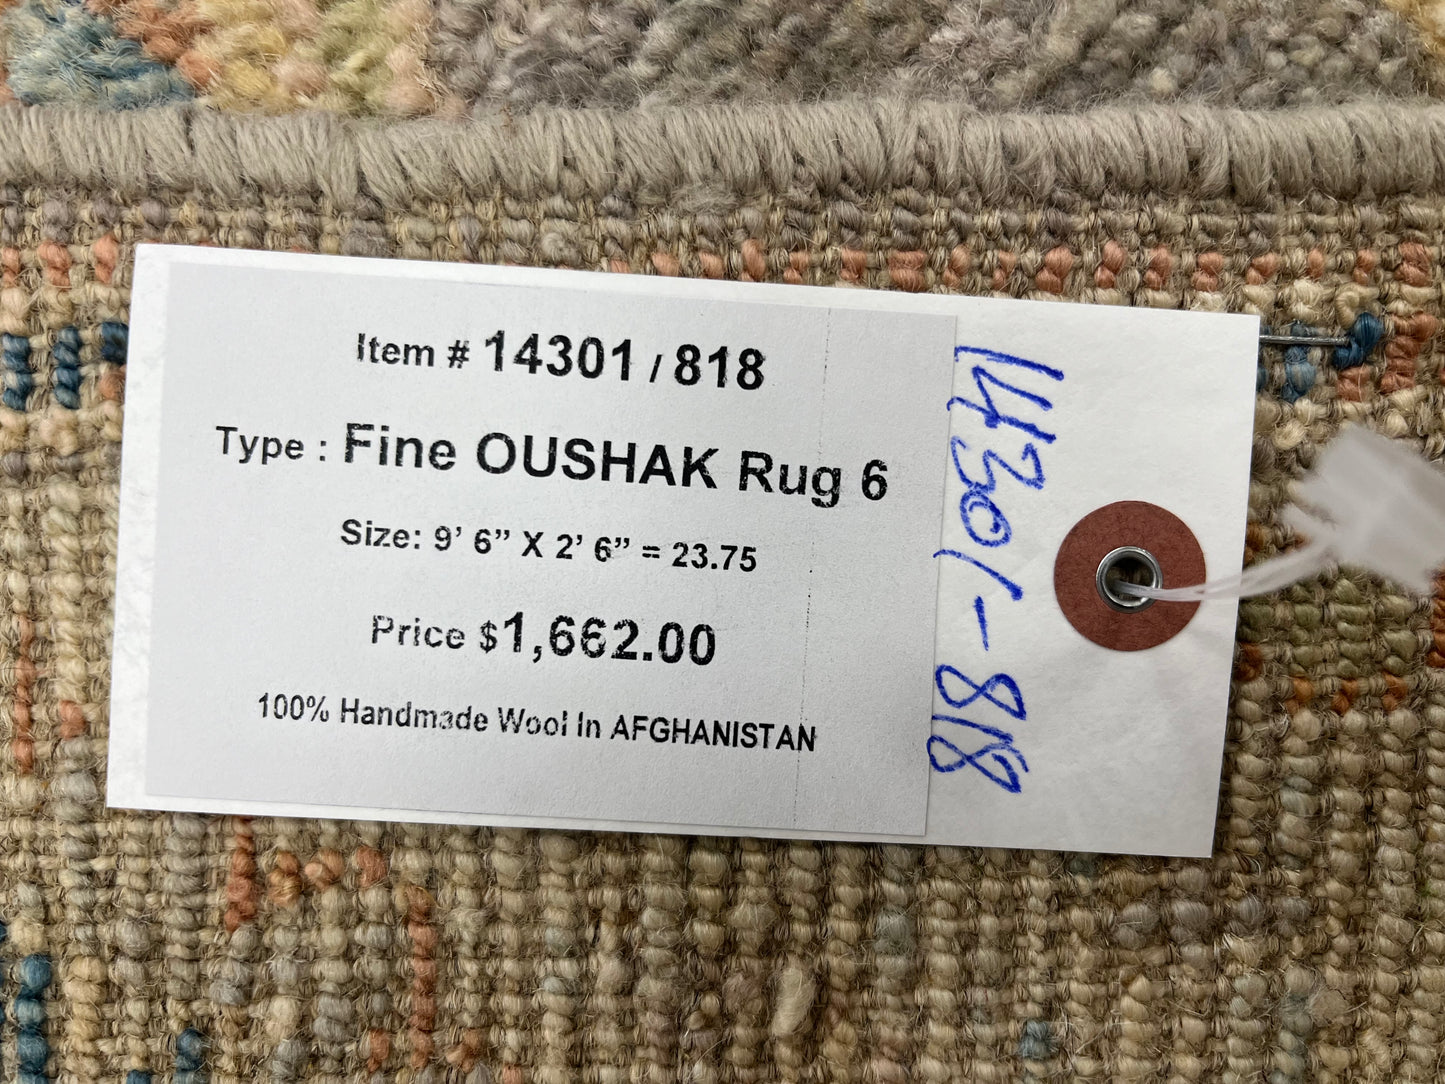 Item # 14301 / 818
Type : Fine OUSHAK Rug 6
Size: 9’ 6” X 2’ 6” = 23.75
Price $1,662.00
100% Handmade Wool In AFGHANISTAN
14301-818